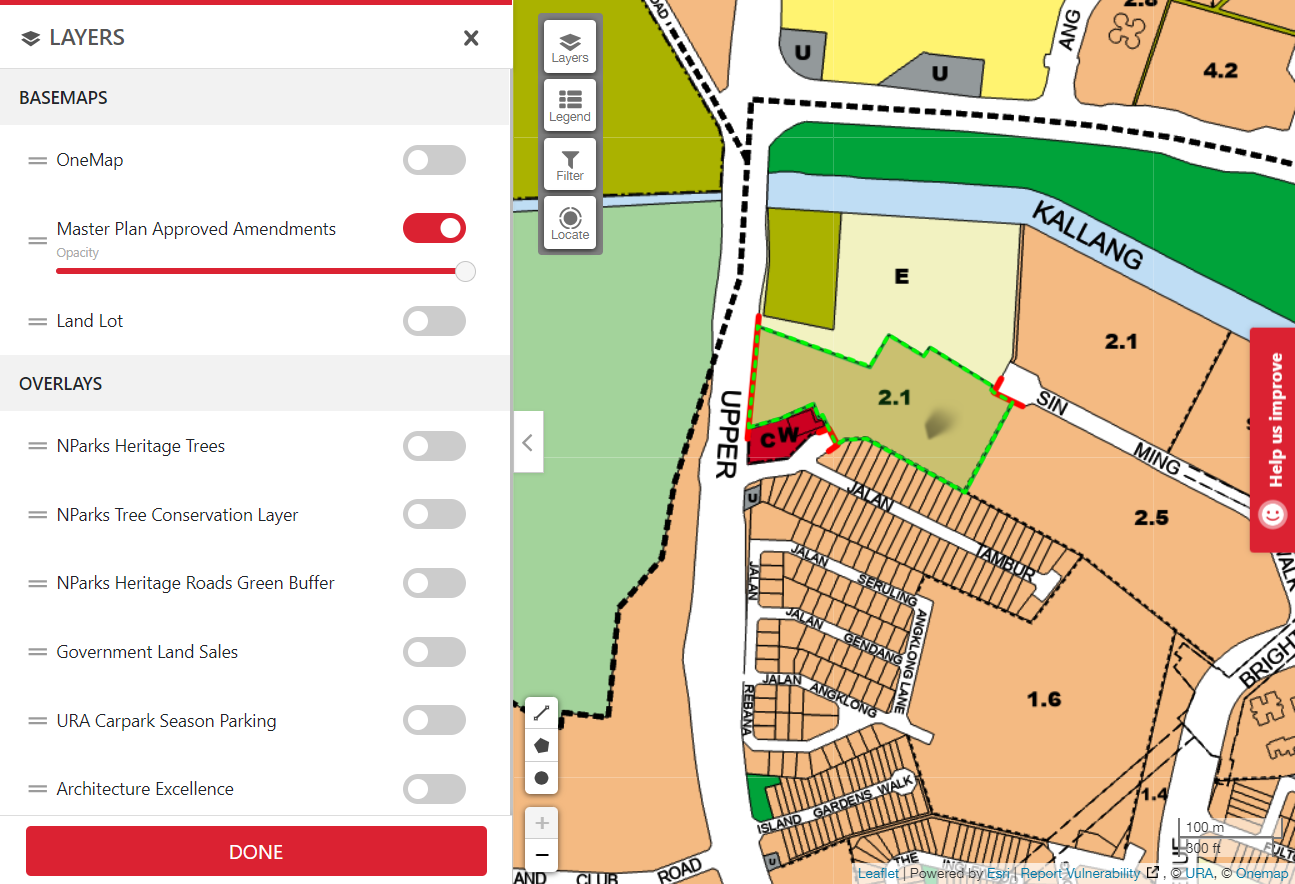 LAYERS
BASEMAPS
OneMap
Master Plan Approved Amendments
Opacity
Land Lot
OVERLAYS
NParks Heritage Trees
NParks Tree Conservation Layer
NParks Heritage Roads Green Buffer
Government Land Sales
URA Carpark Season Parking
Architecture Excellence
DONE
Layers
Legend
Filter
Locate
U
U
ANG
2.8
4.2
KALLANG
E
2.1
2.1
UPPER
C W
SIN
MING
2.5
U
JALAN
TAMBUR
JALAN
SERULING
JALAN
JALAN
GENDANG
ANGKLONG LANE
JALAN
ANGKLONG
REBANA
1.6
BRIGHT
1.4
ISLAND GARDENS WALK
U
THE
ROAD
CLUB
AND
Help us improve
100 m
300 ft
Leaflet | Powered by Esri | Report Vulnerability , © URA, © Onemap